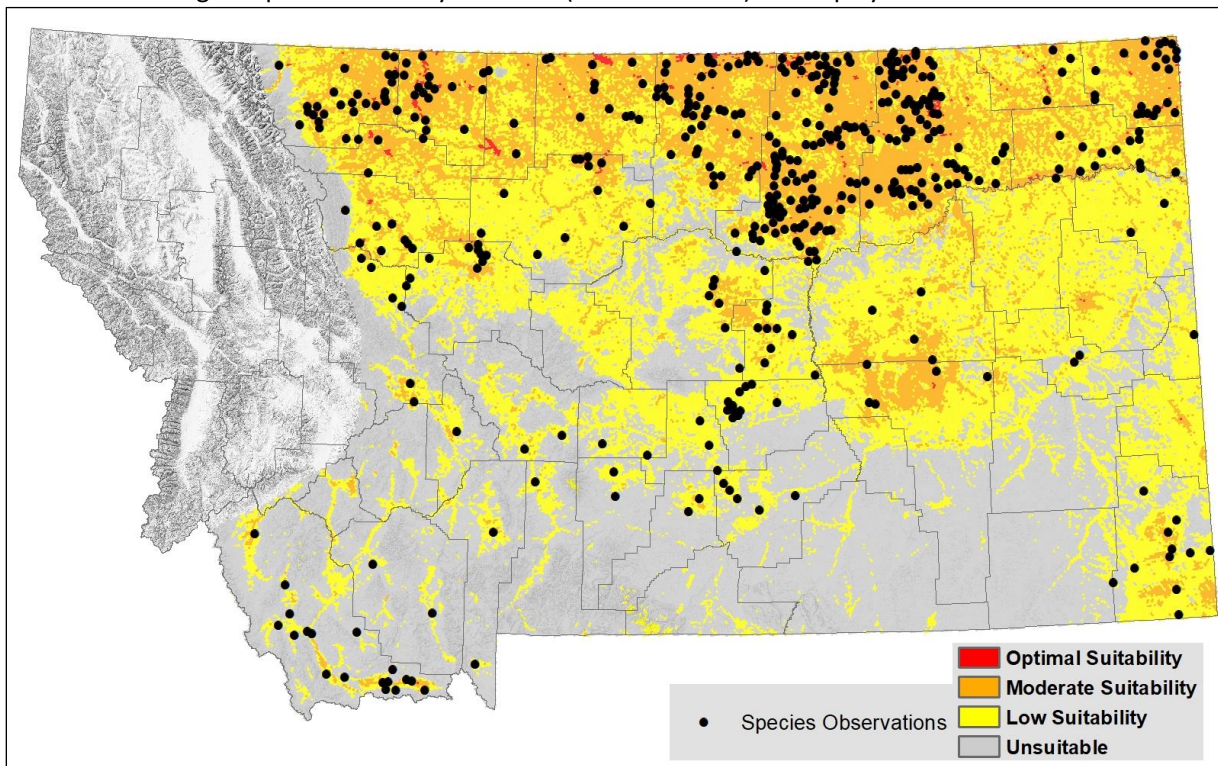 Species Observations
Optimal Suitability
Moderate Suitability
Low Suitability
Unsuitable